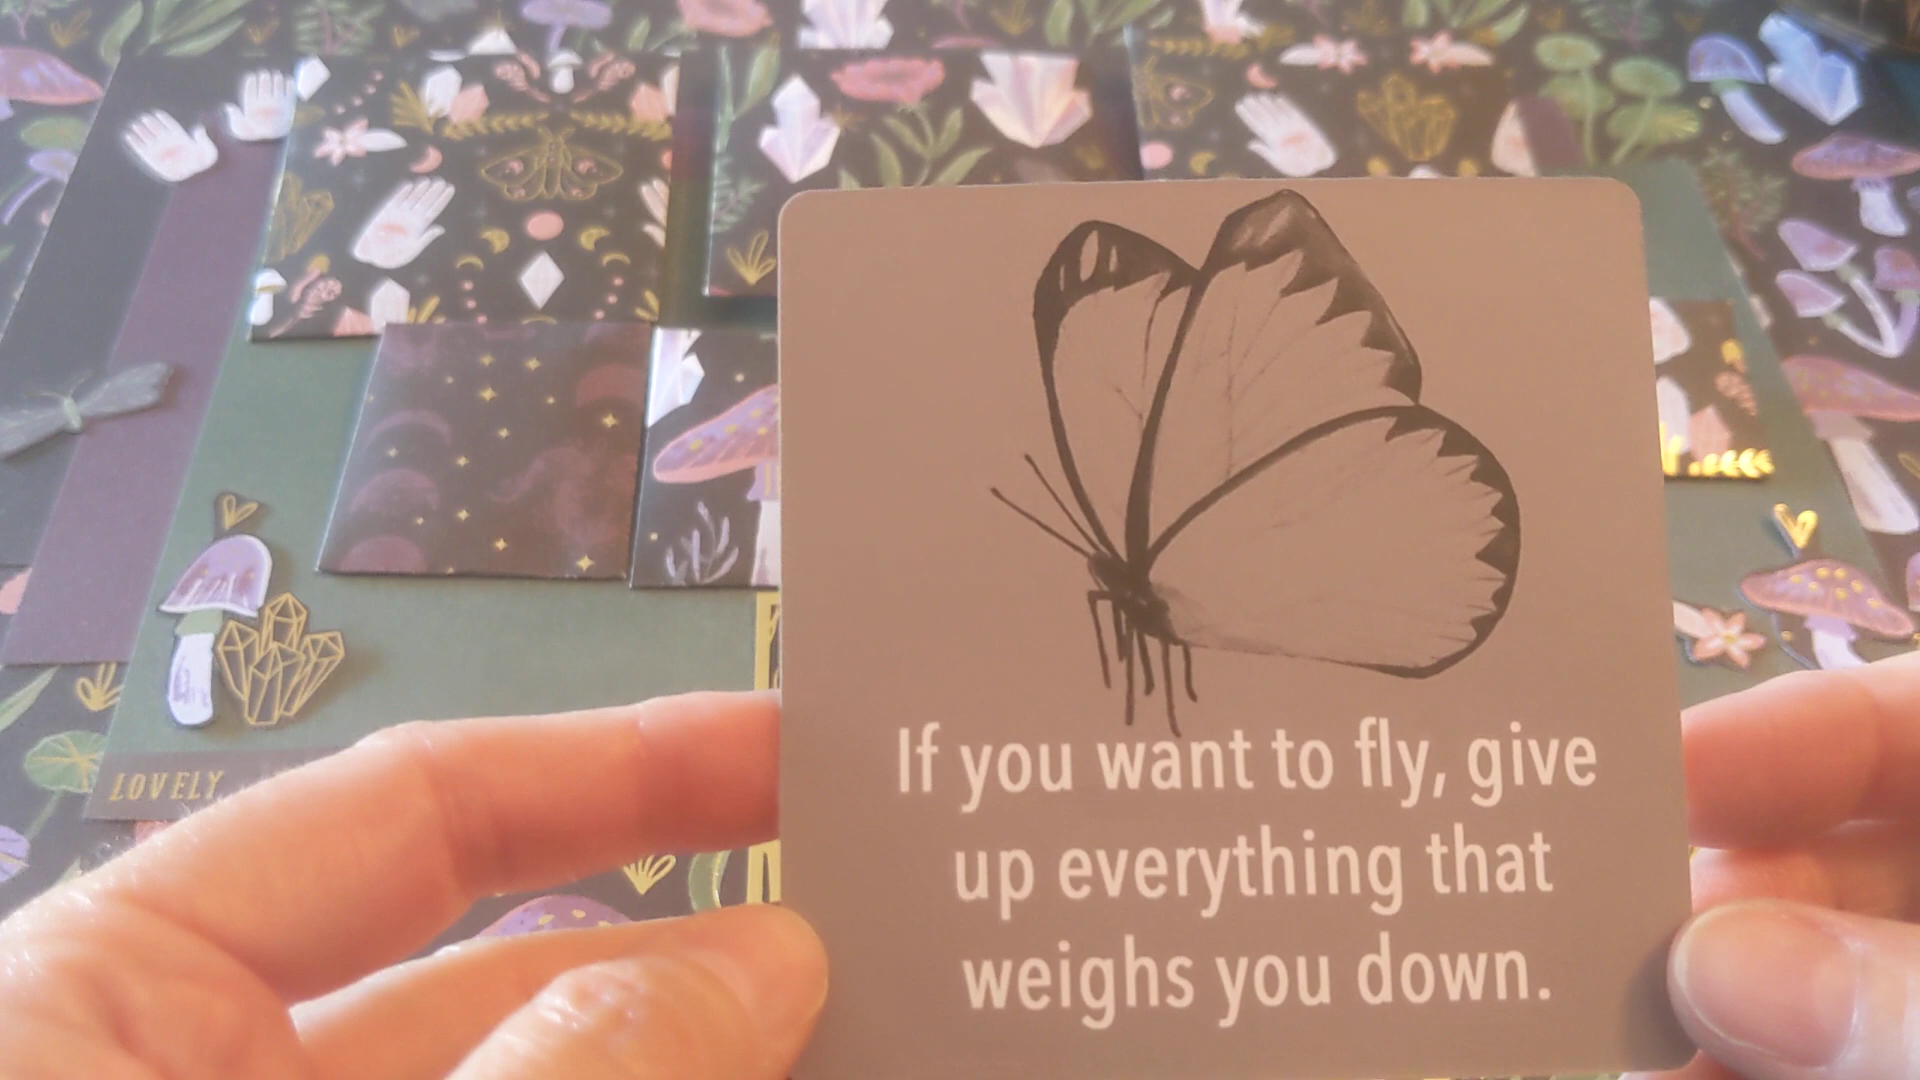 LOVELY
If you want to fly, give
up everything that
weighs you down.